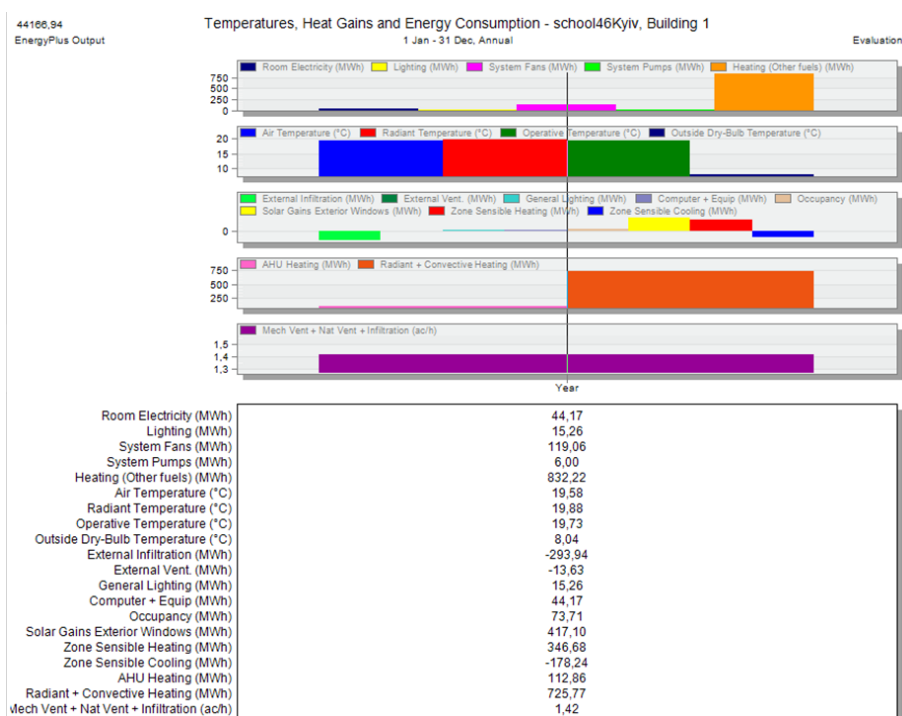 44166,94
Temperatures, Heat Gains and Energy Consumption - school46Kyiv, Building 1
EnergyPlus Output
1 Jan - 31 Dec, Annual
Evaluation
Room Electricity (MWh) Lighting (MWh) System Fans (MWh) System Pumps (MWh) Heating (Other fuels) (MWh)
750
500
250
0
Air Temperature (°C) Radiant Temperature (°C) Operative Temperature (°C) Outside Dry-Bulb Temperature (°C)
20
15
10
External Infiltration (MWh) External Vent. (MWh) General Lighting (MWh) Computer + Equip (MWh) Occupancy (MWh)
Solar Gains Exterior Windows (MWh) Zone Sensible Heating (MWh) Zone Sensible Cooling (MWh)
0
AHU Heating (MWh) Radiant + Convective Heating (MWh)
750
500
250
Mech Vent + Nat Vent + Infiltration (ac/h)
1,5
1,4
1,3
Year
Room Electricity (MWh) 44,17
Lighting (MWh) 15,26
System Fans (MWh) 119,06
System Pumps (MWh) 6,00
Heating (Other fuels) (MWh) 832,22
Air Temperature (°C) 19,58
Radiant Temperature (°C) 19,88
Operative Temperature (°C) 19,73
Outside Dry-Bulb Temperature (°C) 8,04
External Infiltration (MWh) -293,94
External Vent. (MWh) -13,63
General Lighting (MWh) 15,26
Computer + Equip (MWh) 44,17
Occupancy (MWh) 73,71
Solar Gains Exterior Windows (MWh) 417,10
Zone Sensible Heating (MWh) 346,68
Zone Sensible Cooling (MWh) -178,24
AHU Heating (MWh) 112,86
Radiant + Convective Heating (MWh) 725,77
Mech Vent + Nat Vent + Infiltration (ac/h) 1,42